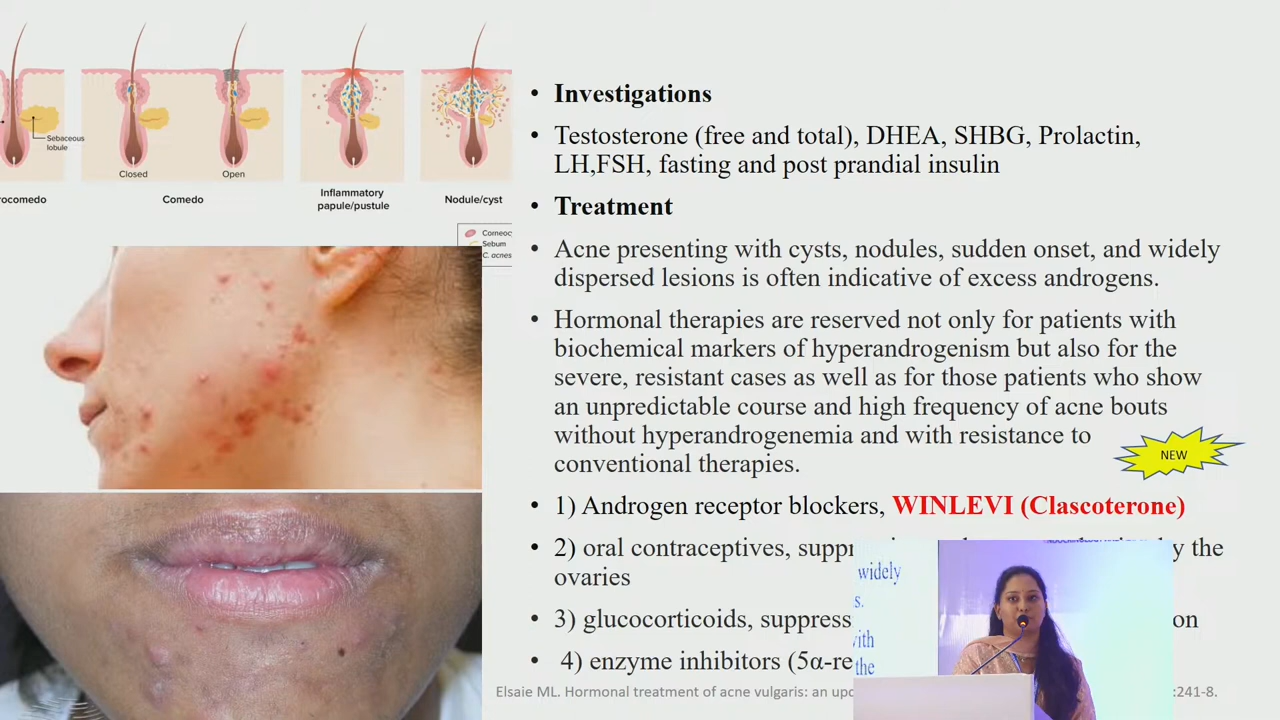 Sebaceous
lobule
Closed
Open
Comedo
Inflammatory
papule/pustule
Nodule/cyst
Sebum
C. acnes
• Investigations
• Testosterone (free and total), DHEA, SHBG, Prolactin,
LH,FSH, fasting and post prandial insulin
• Treatment
• Acne presenting with cysts, nodules, sudden onset, and widely
dispersed lesions is often indicative of excess androgens.
• Hormonal therapies are reserved not only for patients with
biochemical markers of hyperandrogenism but also for the
severe, resistant cases as well as for those patients who show
an unpredictable course and high frequency of acne bouts
without hyperandrogenemia and with resistance to
conventional therapies.
NEW
• 1) Androgen receptor blockers, WINLEVI (Clascoterone)
• 2) oral contraceptives, by the
ovaries
• 3) glucocorticoids, suppress
• 4) enzyme inhibitors (5α-re
Elsaie ML. Hormonal treatment of acne vulgaris: an :241-8.
widely
s.
with
the